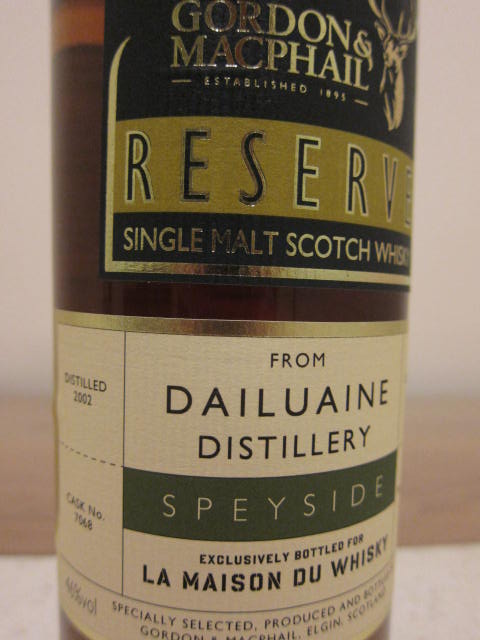 GORDON &
MACPHAIL
ESTABLISHED 1895
RESERVE
SINGLE MALT SCOTCH WHISKY
FROM
DAILUAINE
DISTILLERY
SPEYSIDE
EXCLUSIVELY BOTTLED FOR
LA MAISON DU WHISKY
SPECIALLY SELECTED, PRODUCED AND BOTTLED
GORDON & MACPHAIL, ELGIN, SCOTLAND
DISTILLED
2002
CASK No.
7068
46%vol